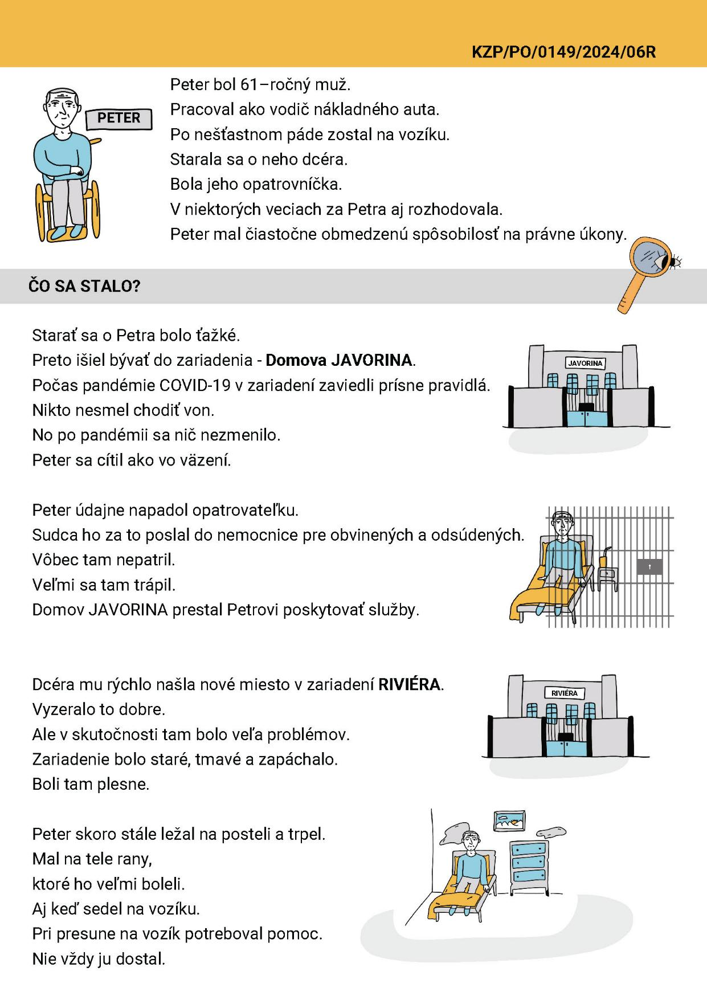 KZP/PO/0149/2024/06R
PETER
Peter bol 61–ročný muž.
Pracoval ako vodič nákladného auta.
Po nešťastnom páde zostal na vozíku.
Starala sa o neho dcéra.
Bola jeho opatrovníčka.
V niektorých veciach za Petra aj rozhodovala.
Peter mal čiastočne obmedzenú spôsobilosť na právne úkony.
ČO SA STALO?
Starať sa o Petra bolo ťažké.
Preto išiel bývať do zariadenia - Domova JAVORINA.
Počas pandémie COVID-19 v zariadení zaviedli prísne pravidlá.
Nikto nesmel chodiť von.
No po pandémii sa nič nezmenilo.
Peter sa cítil ako vo väzení.
JAVORINA
Peter údajne napadol opatrovateľku.
Sudca ho za to poslal do nemocnice pre obvinených a odsúdených.
Vôbec tam nepatril.
Veľmi sa tam trápil.
Domov JAVORINA prestal Petrovi poskytovať služby.
Dcéra mu rýchlo našla nové miesto v zariadení RIVIÉRA.
Vyzeralo to dobre.
Ale v skutočnosti tam bolo veľa problémov.
Zariadenie bolo staré, tmavé a zapáchalo.
Boli tam plesne.
RIVIÉRA
Peter skoro stále ležal na posteli a trpel.
Mal na tele rany,
ktoré ho veľmi boleli.
Aj keď sedel na vozíku.
Pri presune na vozík potreboval pomoc.
Nie vždy ju dostal.